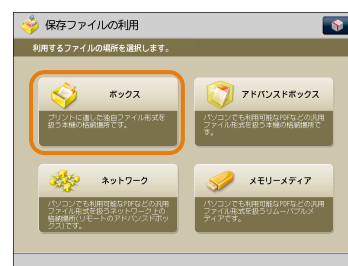 保存ファイルの利用
利用するファイルの場所を選択します。
ボックス
プリントに適した独自ファイル形式を
扱う本機の格納場所です。
アドバンスドボックス
パソコンでも利用可能なPDFなどの汎用
ファイル形式を扱う本機の格納場所で
す。
ネットワーク
パソコンでも利用可能なPDFなどの汎用
ファイル形式を扱うネットワーク上の
格納場所(リモートのアドバンスドボッ
クス)です。
メモリーメディア
パソコンでも利用可能なPDFなどの汎用
ファイル形式を扱うリムーバブルメ
ディアです。